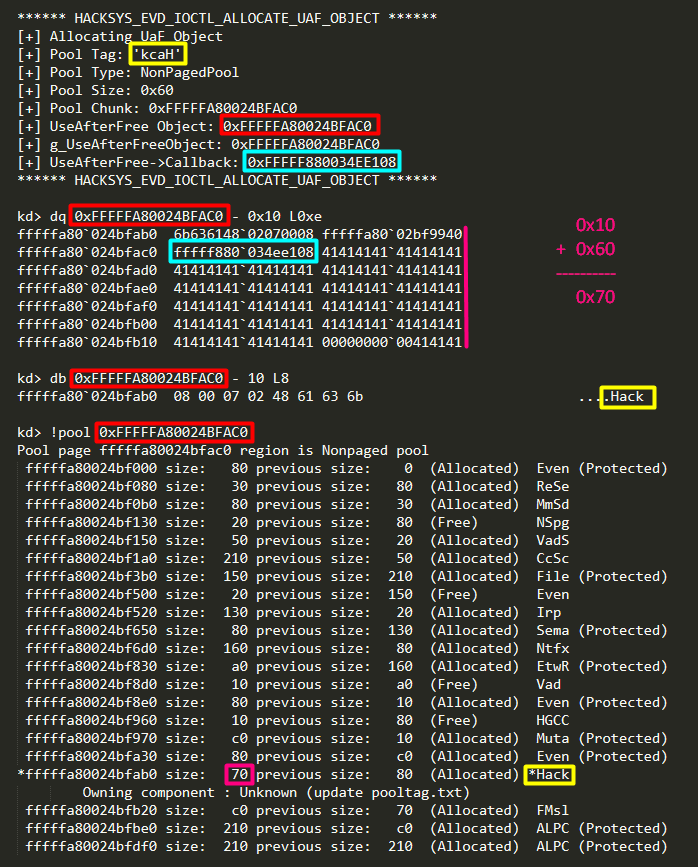 ****** HACKSYS_EVD_IOCTL_ALLOCATE_UAF_OBJECT ******
[+] Allocating UaF Object
[+] Pool Tag: 'kcaH'
[+] Pool Type: NonPagedPool
[+] Pool Size: 0x60
[+] Pool Chunk: 0xFFFFFA80024BFAC0
[+] UseAfterFree Object: 0xFFFFFA80024BFAC0
[+] g_UseAfterFreeObject: 0xFFFFFA80024BFAC0
[+] UseAfterFree->Callback: 0xFFFFF880034EE108
****** HACKSYS_EVD_IOCTL_ALLOCATE_UAF_OBJECT ******
kd> dq 0xFFFFFA80024BFAC0 - 0x10 L0xe
fffffa80`024bfab0  6b636148`02070008 fffffa80`02bf9940
fffffa80`024bfac0  fffff880`034ee108 41414141`41414141
fffffa80`024bfad0  41414141`41414141 41414141`41414141
fffffa80`024bfae0  41414141`41414141 41414141`41414141
fffffa80`024bfaf0  41414141`41414141 41414141`41414141
fffffa80`024bfb00  41414141`41414141 41414141`41414141
fffffa80`024bfb10  41414141`41414141 00000000`00414141
0x10
+ 0x60
----------
0x70
kd> db 0xFFFFFA80024BFAC0 - 10 L8
fffffa80`024bfab0  08 00 07 02 48 61 63 6b                          ....Hack
kd> !pool 0xFFFFFA80024BFAC0
Pool page fffffa80024bfac0 region is Nonpaged pool
fffffa80024bf000 size:   80 previous size:    0  (Allocated)  Even (Protected)
fffffa80024bf080 size:   30 previous size:   80  (Allocated)  ReSe
fffffa80024bf0b0 size:   80 previous size:   30  (Allocated)  MmSd
fffffa80024bf130 size:   20 previous size:   80  (Free)       NSpg
fffffa80024bf150 size:   50 previous size:   20  (Allocated)  VadS
fffffa80024bf1a0 size:  210 previous size:   50  (Allocated)  CcSc
fffffa80024bf3b0 size:  150 previous size:  210  (Allocated)  File (Protected)
fffffa80024bf500 size:   20 previous size:  150  (Free)       Even
fffffa80024bf520 size:  130 previous size:   20  (Allocated)  Irp
fffffa80024bf650 size:   80 previous size:  130  (Allocated)  Sema (Protected)
fffffa80024bf6d0 size:  160 previous size:   80  (Allocated)  Ntfx
fffffa80024bf830 size:   a0 previous size:  160  (Allocated)  EtwR (Protected)
fffffa80024bf8d0 size:   10 previous size:   a0  (Free)       Vad
fffffa80024bf8e0 size:   80 previous size:   10  (Allocated)  Even (Protected)
fffffa80024bf960 size:   10 previous size:   80  (Free)       HGCC
fffffa80024bf970 size:   c0 previous size:   10  (Allocated)  Muta (Protected)
fffffa80024bfa30 size:   80 previous size:   c0  (Allocated)  Even (Protected)
*fffffa80024bfab0 size:   70 previous size:   80  (Allocated) *Hack
Owning component : Unknown (update pooltag.txt)
fffffa80024bfb20 size:   c0 previous size:   70  (Allocated)  FMsl
fffffa80024bfbe0 size:  210 previous size:   c0  (Allocated)  ALPC (Protected)
fffffa80024bfdf0 size:  210 previous size:  210  (Allocated)  ALPC (Protected)